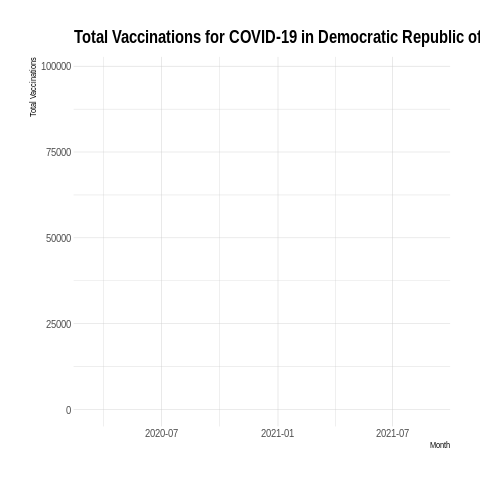 Total Vaccinations for COVID-19 in Democratic Republic of
Total Vaccinations
100000
75000
50000
25000
0
2020-07 2021-01 2021-07
Month